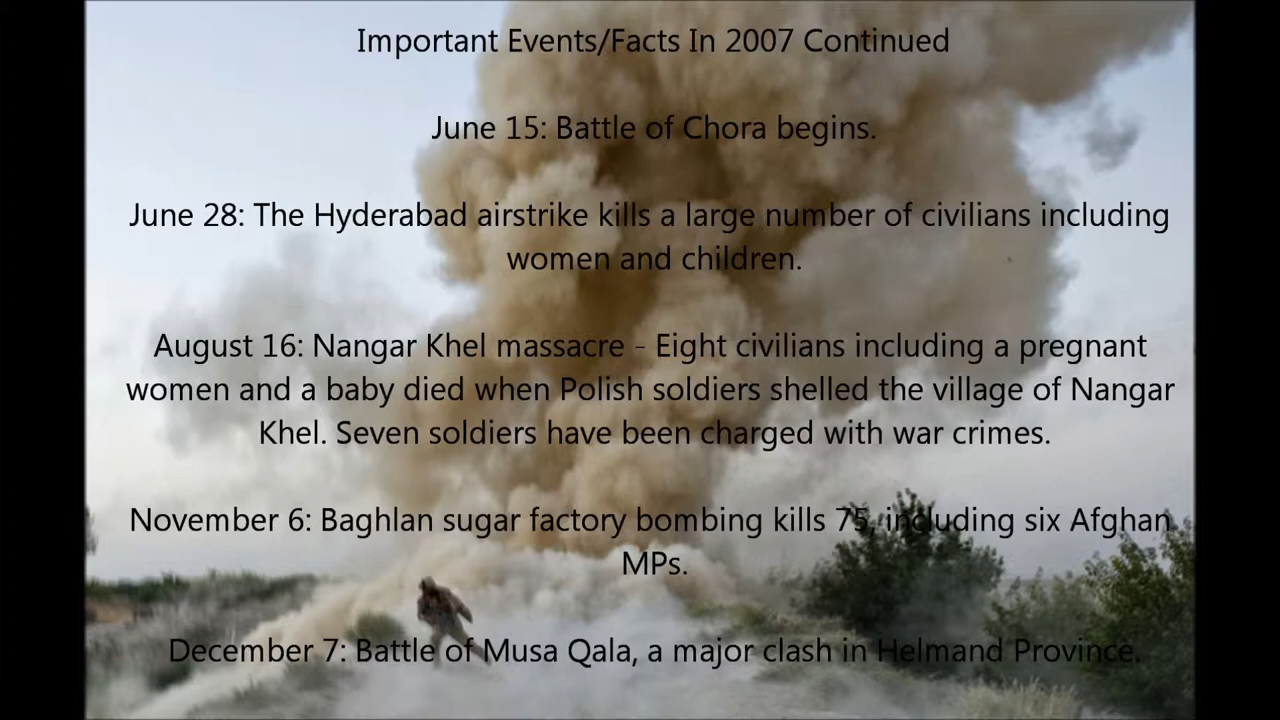 Important Events/Facts In 2007 Continued
June 15: Battle of Chora begins.
June 28: The Hyderabad airstrike kills a large number of civilians including
women and children.
August 16: Nangar Khel massacre - Eight civilians including a pregnant
women and a baby died when Polish soldiers shelled the village of Nangar
Khel. Seven soldiers have been charged with war crimes.
November 6: Baghlan sugar factory bombing kills 75, including six Afghan
MPs.
December 7: Battle of Musa Qala, a major clash in Helmand Province.